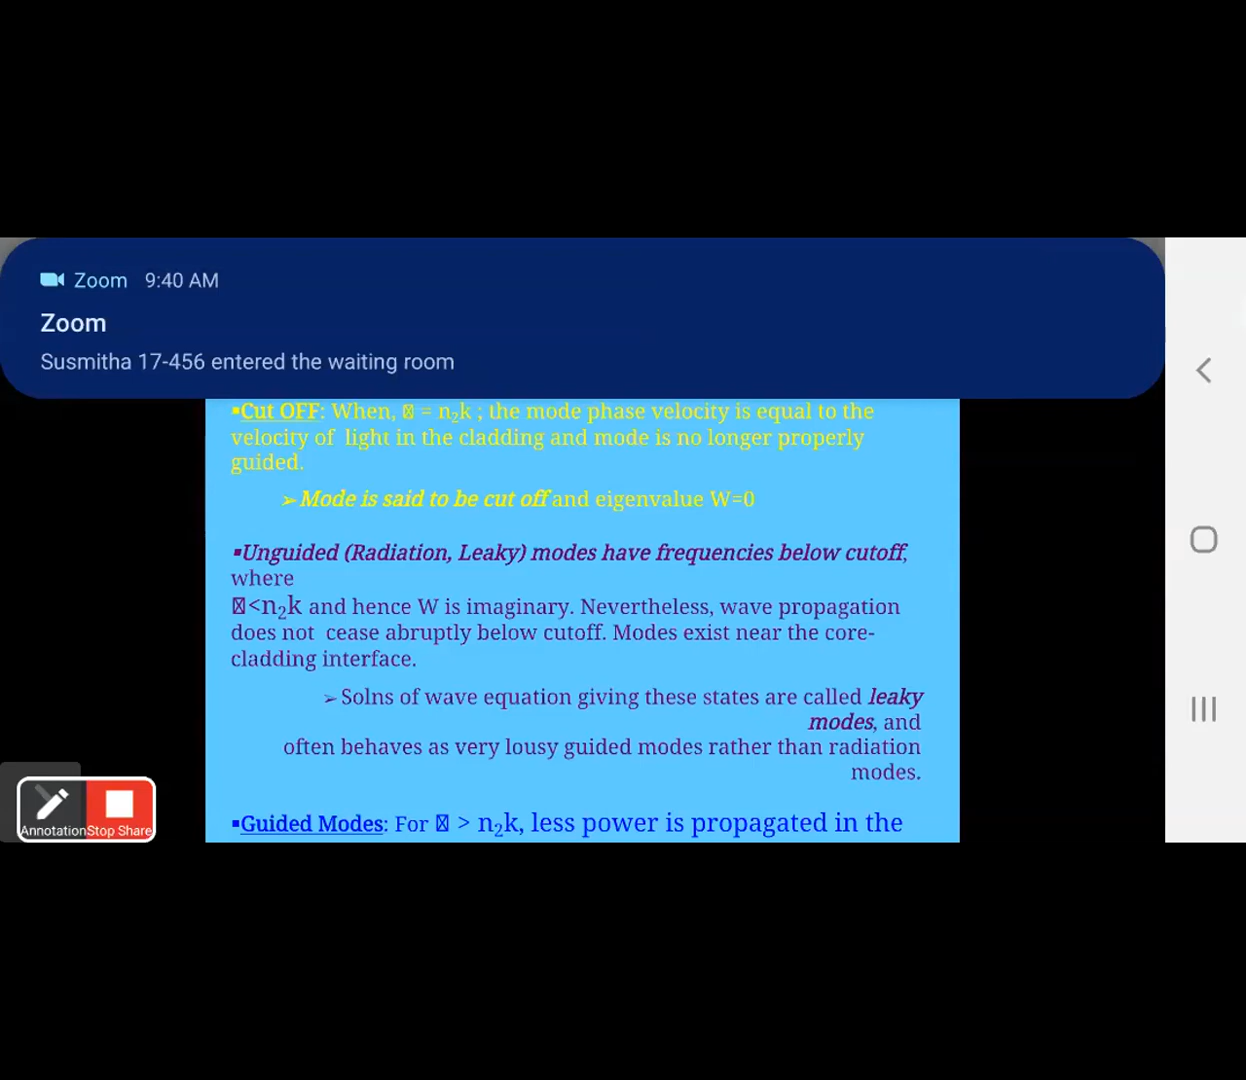 Zoom 9:40 AM
Zoom
Susmitha 17-456 entered the waiting room
▪Cut OFF: When, = n₂k ; the mode phase velocity is equal to the
velocity of light in the cladding and mode is no longer properly
guided.
➢Mode is said to be cut off and eigenvalue W=0
▪Unguided (Radiation, Leaky) modes have frequencies below cutoff,
where
<n₂k and hence W is imaginary. Nevertheless, wave propagation
does not cease abruptly below cutoff. Modes exist near the core-
cladding interface.
➢Solns of wave equation giving these states are called leaky
modes, and
often behaves as very lousy guided modes rather than radiation
modes.
▪Guided Modes: For > n₂k, less power is propagated in the
Annotation Stop Share